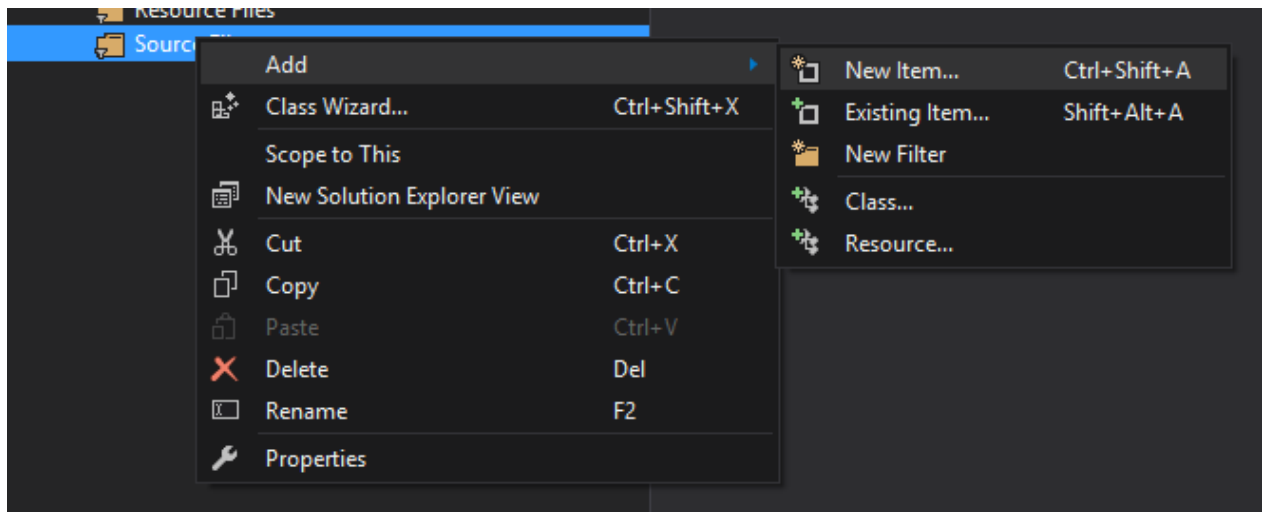 Resource Files
Source
Add
New Item... Ctrl+Shift+A
Class Wizard... Ctrl+Shift+X
Existing Item... Shift+Alt+A
Scope to This
New Filter
New Solution Explorer View
Class...
Cut Ctrl+X
Resource...
Copy Ctrl+C
Paste Ctrl+V
Delete Del
Rename F2
Properties